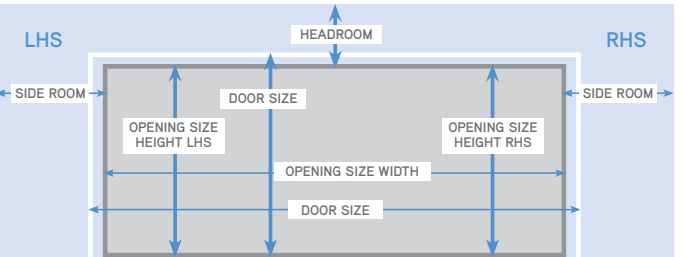 LHS
HEADROOM
RHS
SIDE ROOM
DOOR SIZE
SIDE ROOM
OPENING SIZE
HEIGHT LHS
OPENING SIZE
HEIGHT RHS
OPENING SIZE WIDTH
DOOR SIZE